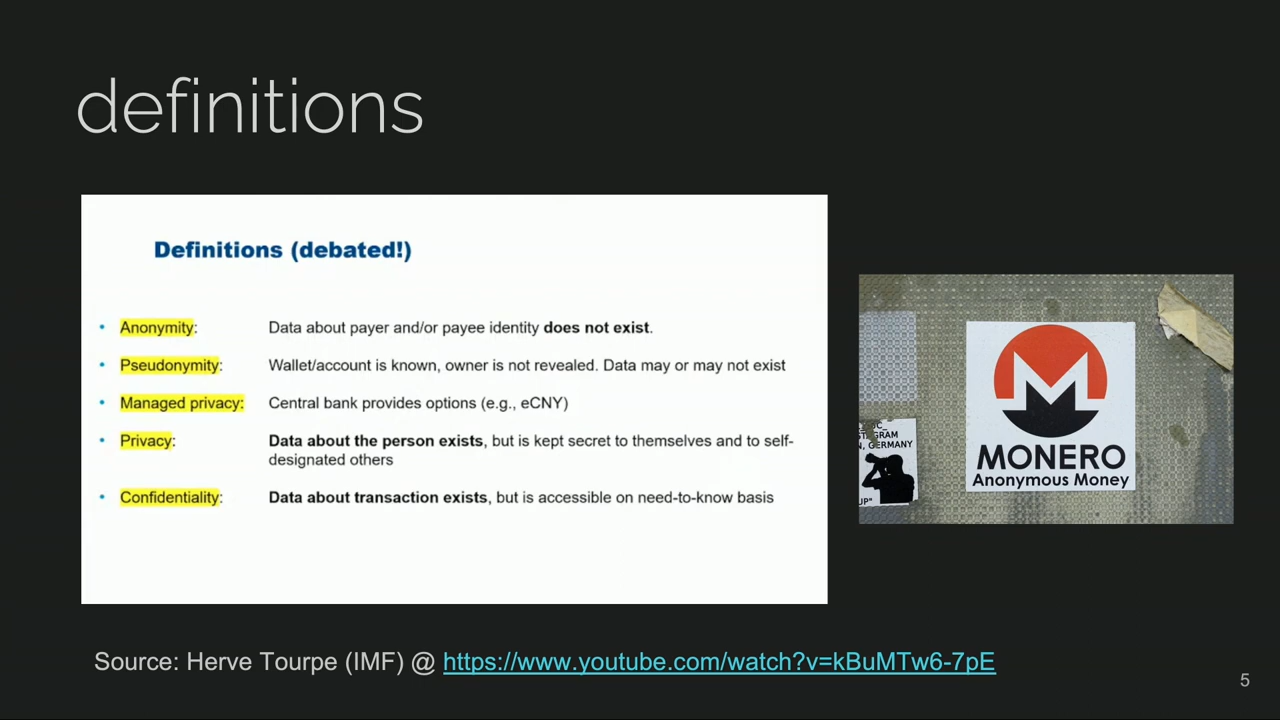 definitions
Definitions (debated!)
• Anonymity: Data about payer and/or payee identity does not exist.
• Pseudonymity: Wallet/account is known, owner is not revealed. Data may or may not exist
• Managed privacy: Central bank provides options (e.g., eCNY)
• Privacy: Data about the person exists, but is kept secret to themselves and to self-
designated others
• Confidentiality: Data about transaction exists, but is accessible on need-to-know basis
MONERO
Anonymous Money
GERMANY
Source: Herve Tourpe (IMF) @ https://www.youtube.com/watch?v=kBuMTw6-7pE
5